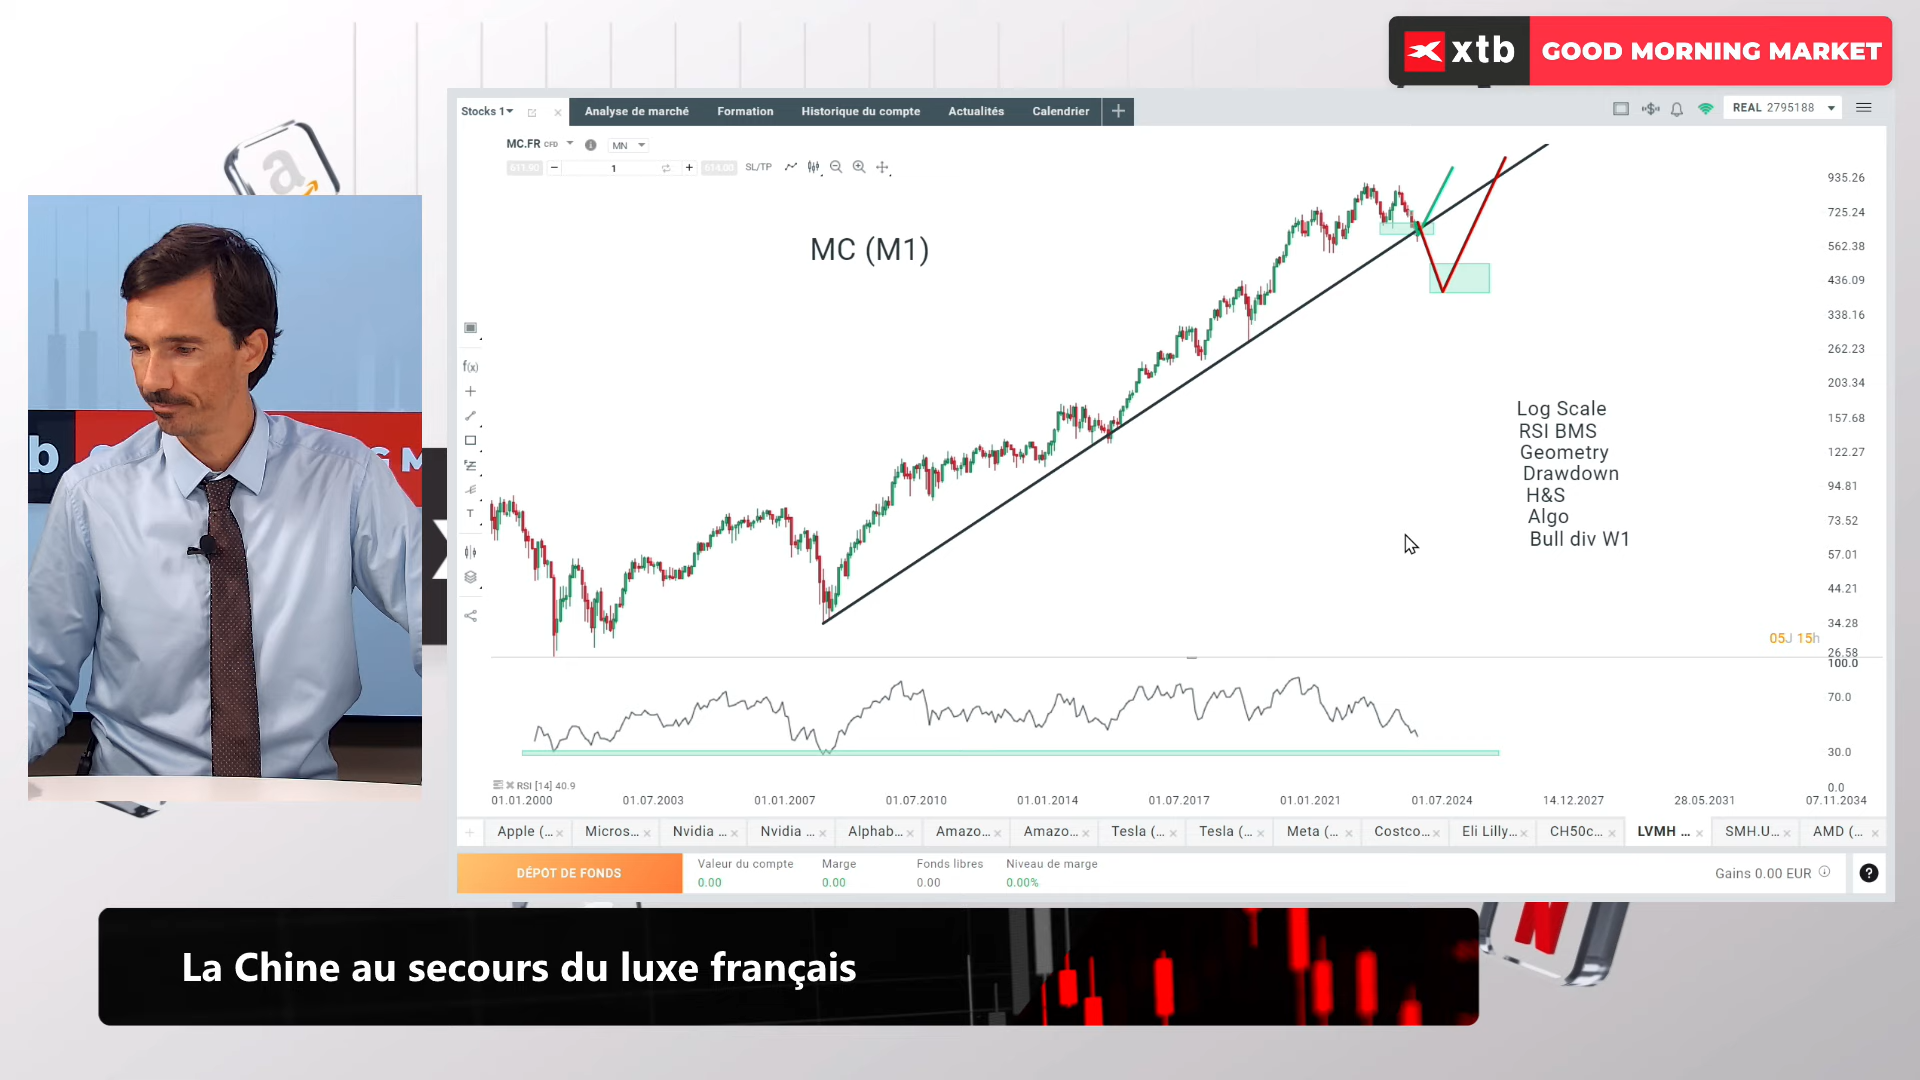 xtb GOOD MORNING MARKET
Stocks 1
Analyse de marché
Formation
Historique du compte
Actualités
Calendrier
REAL 2795188
MC.FR CFD
MN
611.90
1
614.00
SL/TP
MC (M1)
935.26
725.24
562.38
436.09
338.16
262.23
203.34
157.68
122.27
94.81
73.52
57.01
44.21
34.28
26.58
Log Scale
RSI BMS
Geometry
Drawdown
H&S
Algo
Bull div W1
05J 15h
100.0
70.0
30.0
0.0
f(x)
T
RSI [14] 40.9
01.01.2000
01.07.2003
01.01.2007
01.07.2010
01.01.2014
01.07.2017
01.01.2021
01.07.2024
14.12.2027
28.05.2031
07.11.2034
Apple (...
Micros...
Nvidia ...
Nvidia ...
Alphab...
Amazo...
Amazo...
Tesla (...
Tesla (...
Meta (...
Costco...
Eli Lilly...
CH50c...
LVMH ...
SMH.U...
AMD (...
DÉPÔT DE FONDS
Valeur du compte
0.00
Marge
0.00
Fonds libres
0.00
Niveau de marge
0.00%
Gains 0.00 EUR
?
La Chine au secours du luxe français